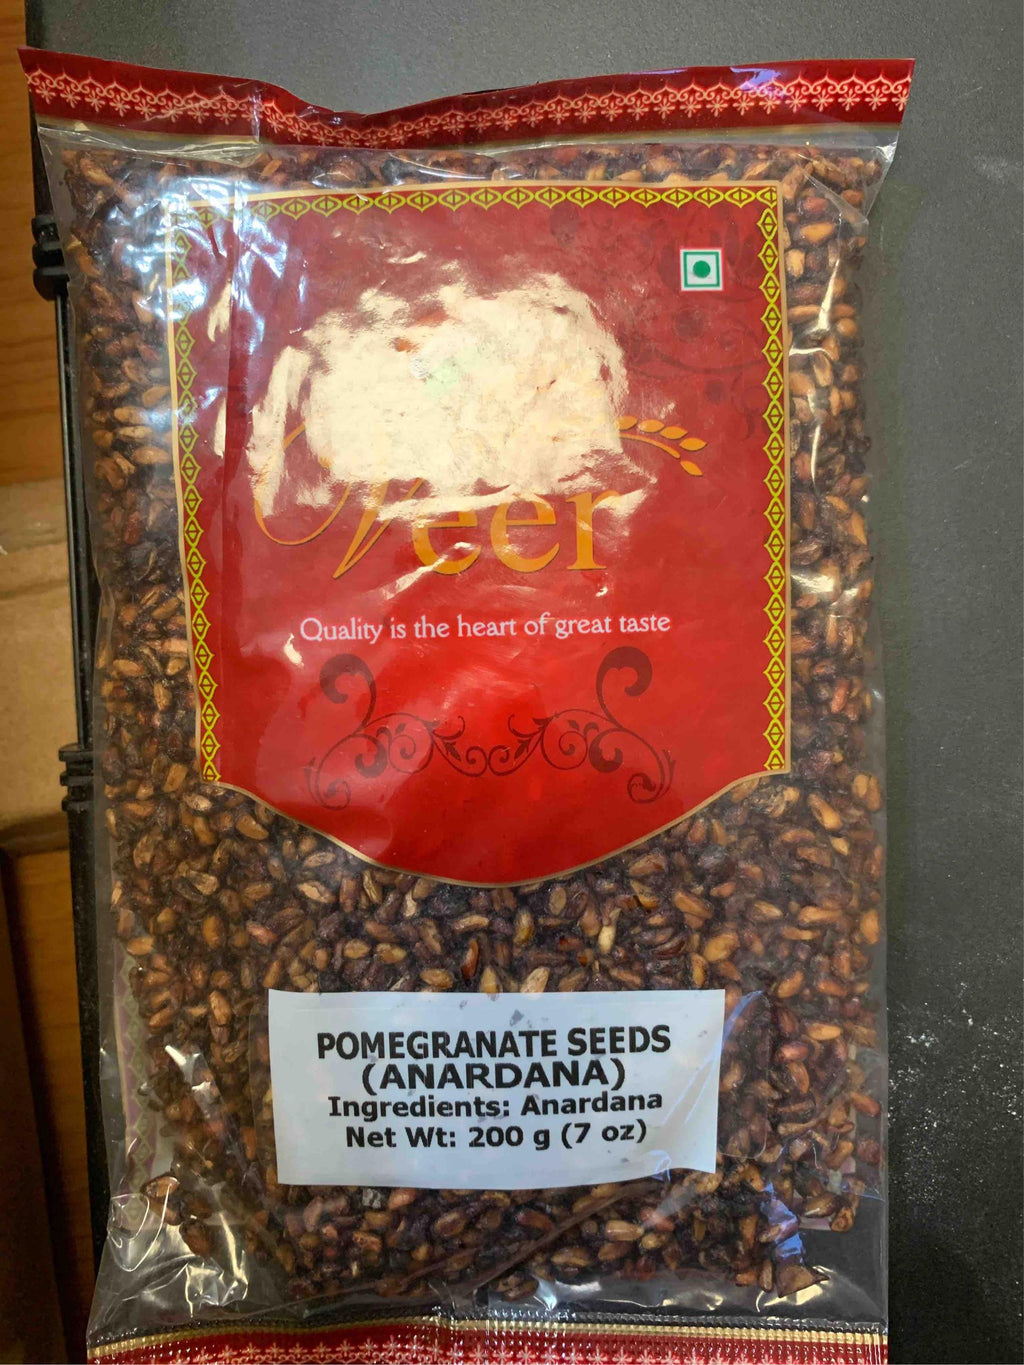 Veer
Quality is the heart of great taste
POMEGRANATE SEEDS
(ANARDANA)
Ingredients: Anardana
Net Wt: 200 g (7 oz)